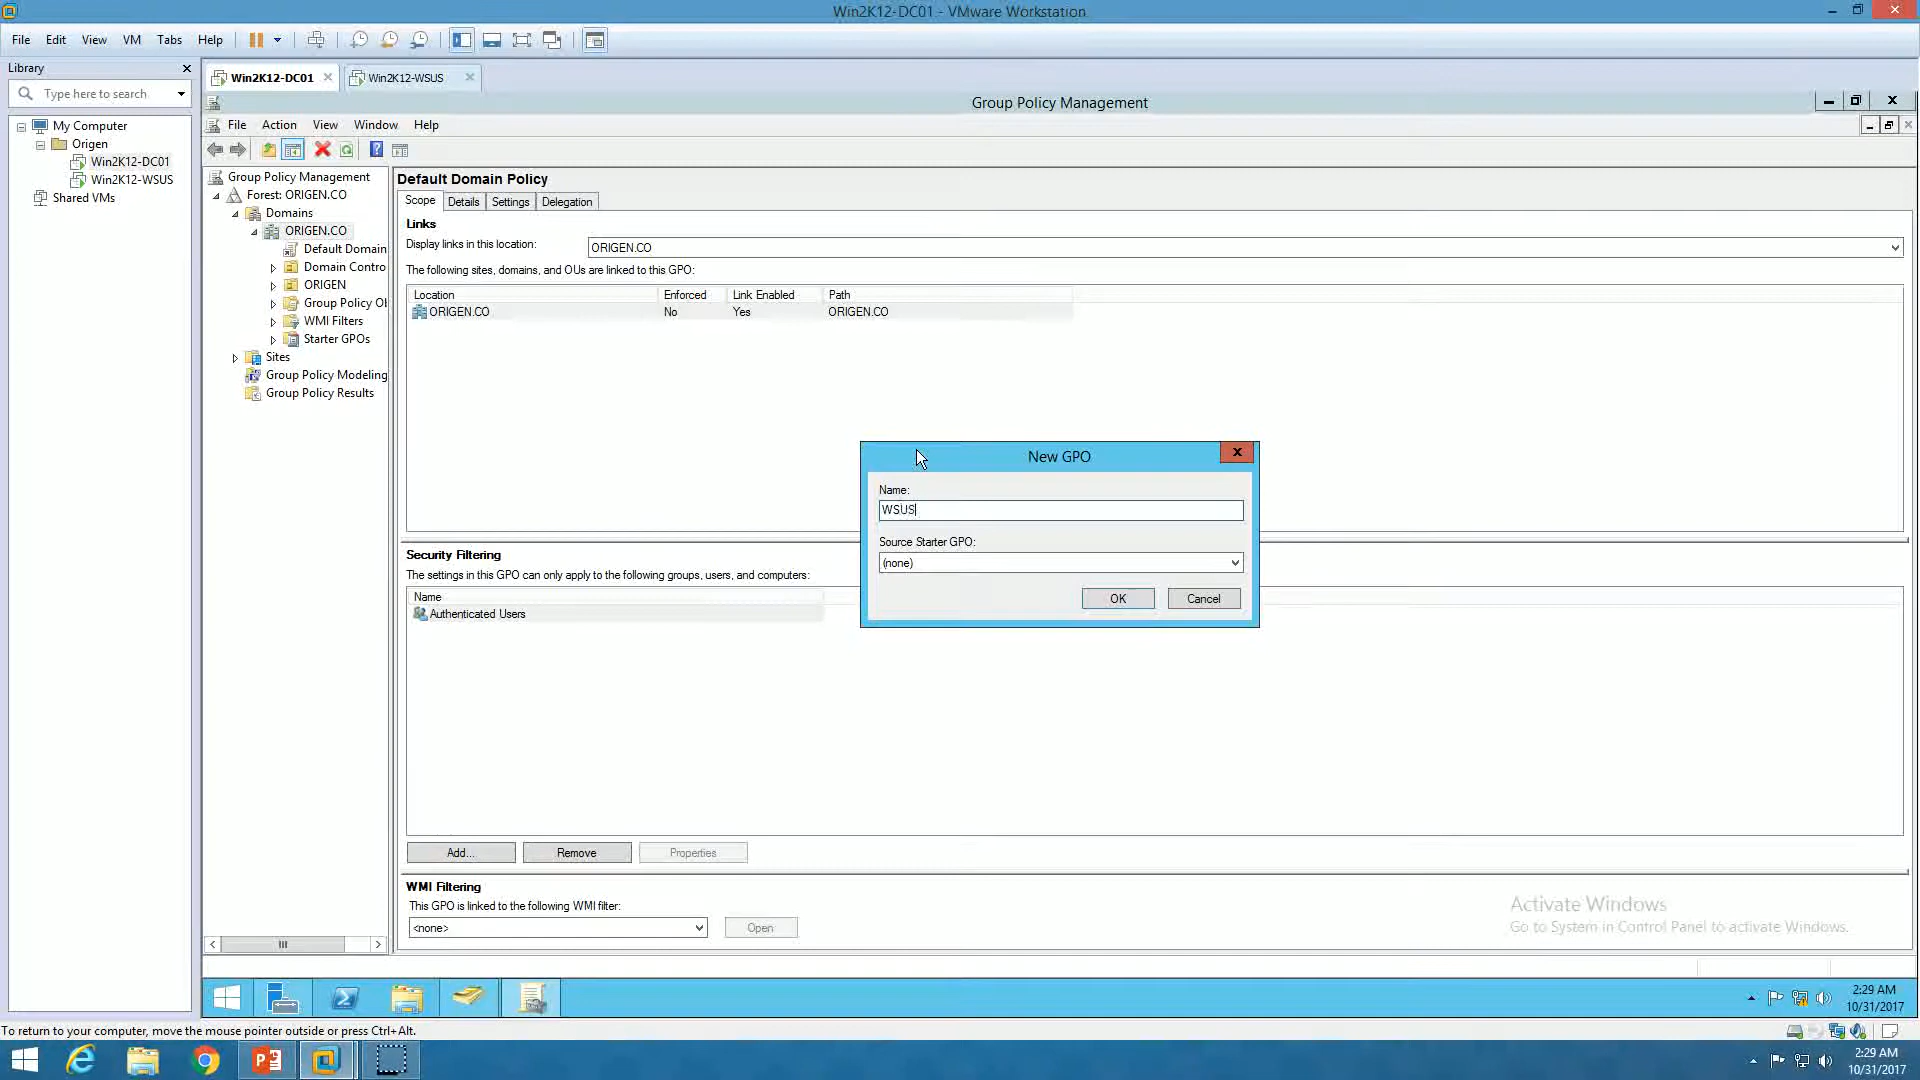 Win2K12-DC01 - VMware Workstation
File Edit View VM Tabs Help
Library
Type here to search
My Computer
Origen
Win2K12-DC01
Win2K12-WSUS
Shared VMs
Win2K12-DC01 Win2K12-WSUS
Group Policy Management
File Action View Window Help
Group Policy Management
Forest: ORIGEN.CO
Domains
ORIGEN.CO
Default Domain
Domain Contro
ORIGEN
Group Policy Ob
WMI Filters
Starter GPOs
Sites
Group Policy Modeling
Group Policy Results
Default Domain Policy
Scope Details Settings Delegation
Links
Display links in this location: ORIGEN.CO
The following sites, domains, and OUs are linked to this GPO:
Location Enforced Link Enabled Path
ORIGEN.CO No Yes ORIGEN.CO
New GPO
Name:
WSUS
Source Starter GPO:
(none)
OK Cancel
Security Filtering
The settings in this GPO can only apply to the following groups, users, and computers:
Name
Authenticated Users
Add... Remove Properties
WMI Filtering
This GPO is linked to the following WMI filter:
<none> Open
Activate Windows
Go to System in Control Panel to activate Windows.
2:29 AM
10/31/2017
To return to your computer, move the mouse pointer outside or press Ctrl+Alt.
2:29 AM
10/31/2017